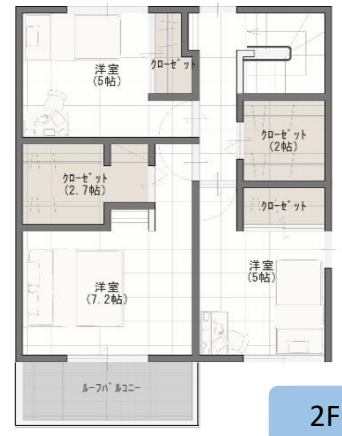 洋室
(5帖)
ｸﾛｰｾﾞｯﾄ
ｸﾛｰｾﾞｯﾄ
(2帖)
ｸﾛｰｾﾞｯﾄ
(2.7帖)
ｸﾛｰｾﾞｯﾄ
洋室
(7.2帖)
洋室
(5帖)
ﾙｰﾌﾊﾞﾙｺﾆｰ
2F